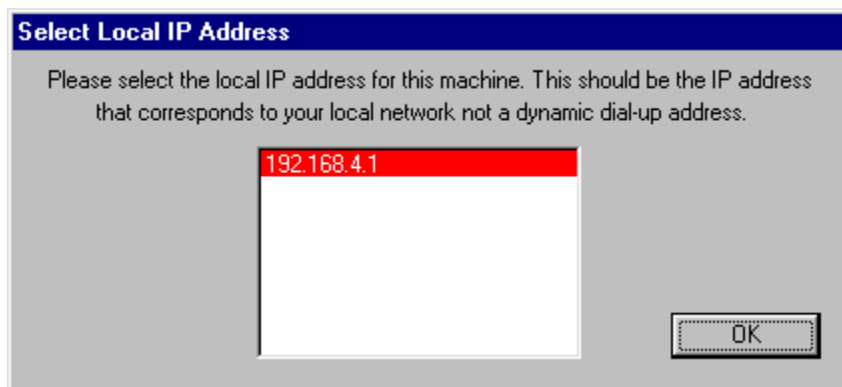 Select Local IP Address
Please select the local IP address for this machine. This should be the IP address
that corresponds to your local network not a dynamic dial-up address.
192.168.4.1
OK